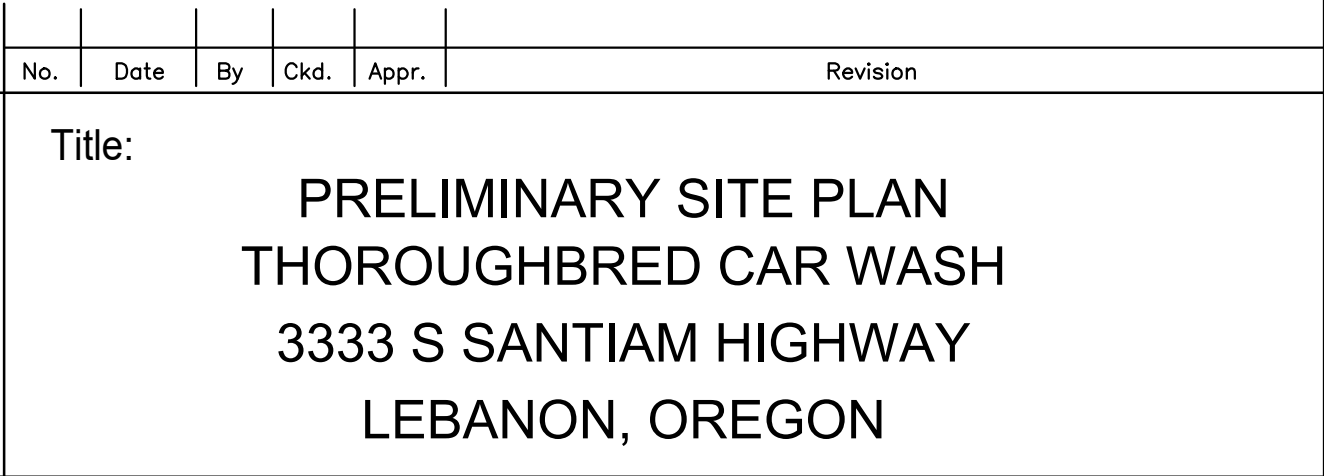 No. Date By Ckd. Appr. Revision
Title:
PRELIMINARY SITE PLAN
THOROUGHBRED CAR WASH
3333 S SANTIAM HIGHWAY
LEBANON, OREGON